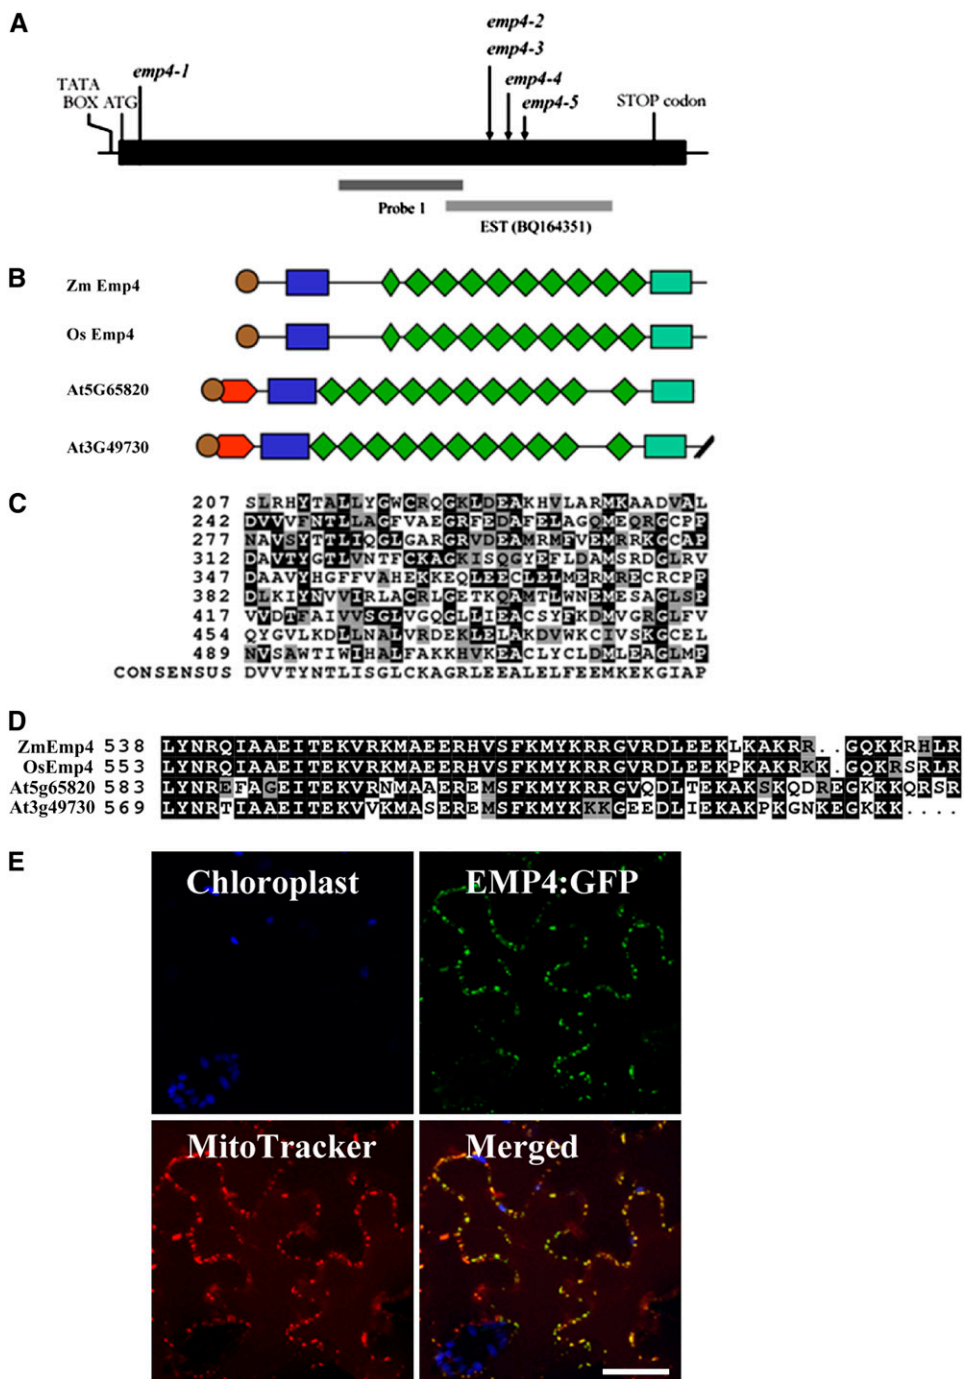 A
emp4-2
emp4-3
emp4-1
emp4-4
TATA
BOX ATG
emp4-5
STOP codon
Probe 1
EST (BQ164351)
B
Zm Emp4
Os Emp4
At5G65820
At3G49730
C
207 SLRHYTALLYGWCRQGKLDEAKHVLARMKAADVAL
242 DVVVFNTLLAGFVAEGRFEDAFELAGQMEQRGCPP
277 NAVSYTTLIQGLGARGRVDEAMRMFVEMRRKGCAP
312 DAVTYGTLVNTFCKAGKISQGYEFLDAMSRDGLRV
347 DAAVYHGFFVAHEKKEQLEECLELMERMRECRCPP
382 DLKIYNVVIRLACRLGETKQAMTLWNEMESAGLSP
417 VVDTFAIVVSGLVGQGLLIEACSYFKDMVGRGLFV
454 QYGVLKDLLNALVRDEKLELAKDVWKCIVSKGCEL
489 NVSAWTIWIHALFAKKHVKEACLYCLDMLEAGLMP
CONSENSUS DVVTYNTLISGLCKAGRLEEALELFEEMKEKGIAP
D
ZmEmp4 538 LYNRQIAAEITEKVRKMAEERHVSFKMYKRRGVRDLEEKLKAKRR..GQKKRHLR
OsEmp4 553 LYNRQIAAEITEKVRKMAEERHVSFKMYKRRGVRDLEEKPKAKRKK.GQKRSRLR
At5g65820 583 LYNREFAGEITEKVRNMAAEREMSFKMYKRRGVQDLTEKAKSKQDREGKKKQRSR
At3g49730 569 LYNRTIAAEITEKVVKMASEREMSFKMYKKKGEEDLIEKAKPKGNKEGKKK....
E
Chloroplast
EMP4:GFP
MitoTracker
Merged